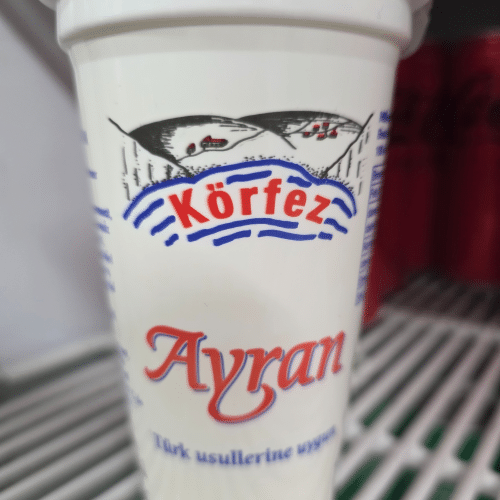 Körfez
Ayran
Türk usullerine uygun